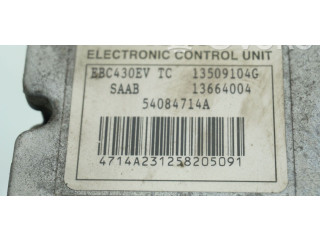 ELECTRONIC CONTROL UNIT
EBC430EV TC 13509104G
SAAB 13664004
54084714A
4714A231258205091